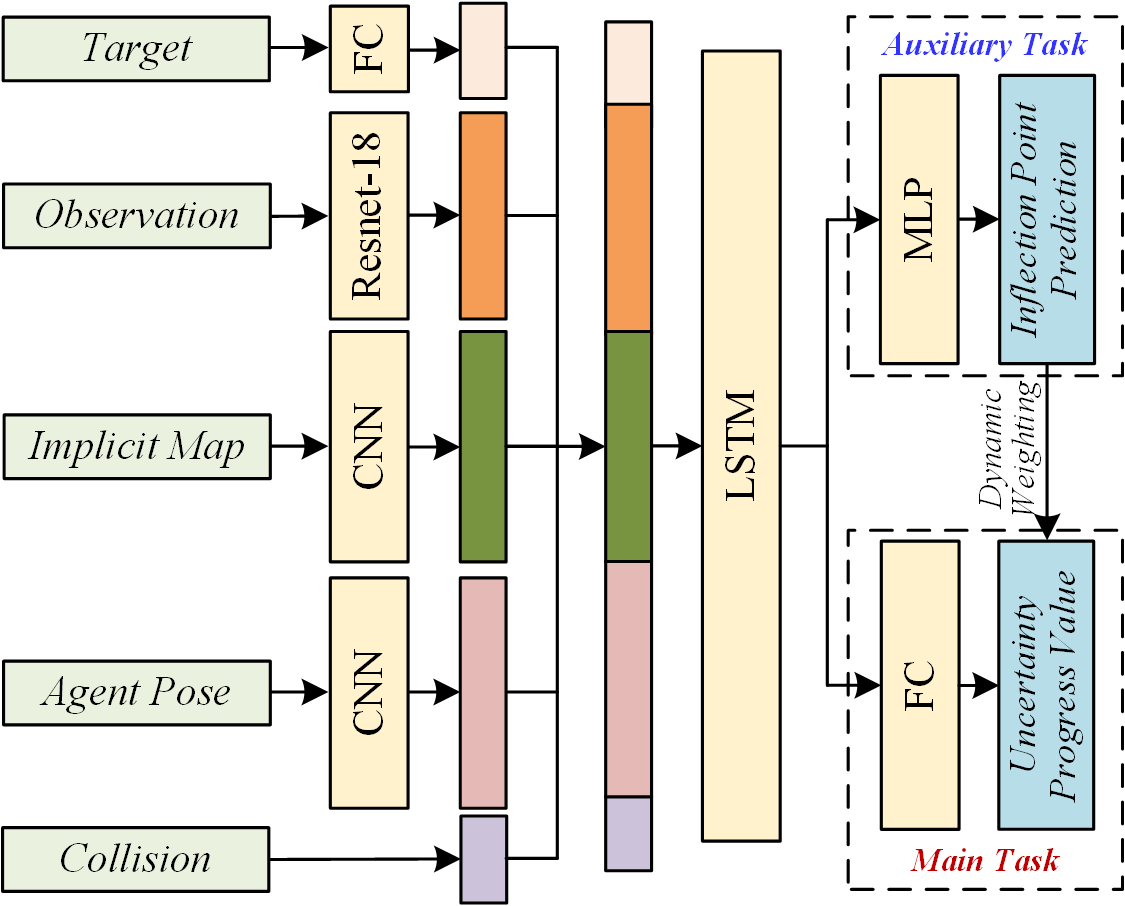 Target
FC
Observation
Resnet-18
Implicit Map
CNN
Agent Pose
CNN
Collision
LSTM
Auxiliary Task
MLP
Inflection Point
Prediction
Dynamic
Weighting
FC
Uncertainty
Progress Value
Main Task